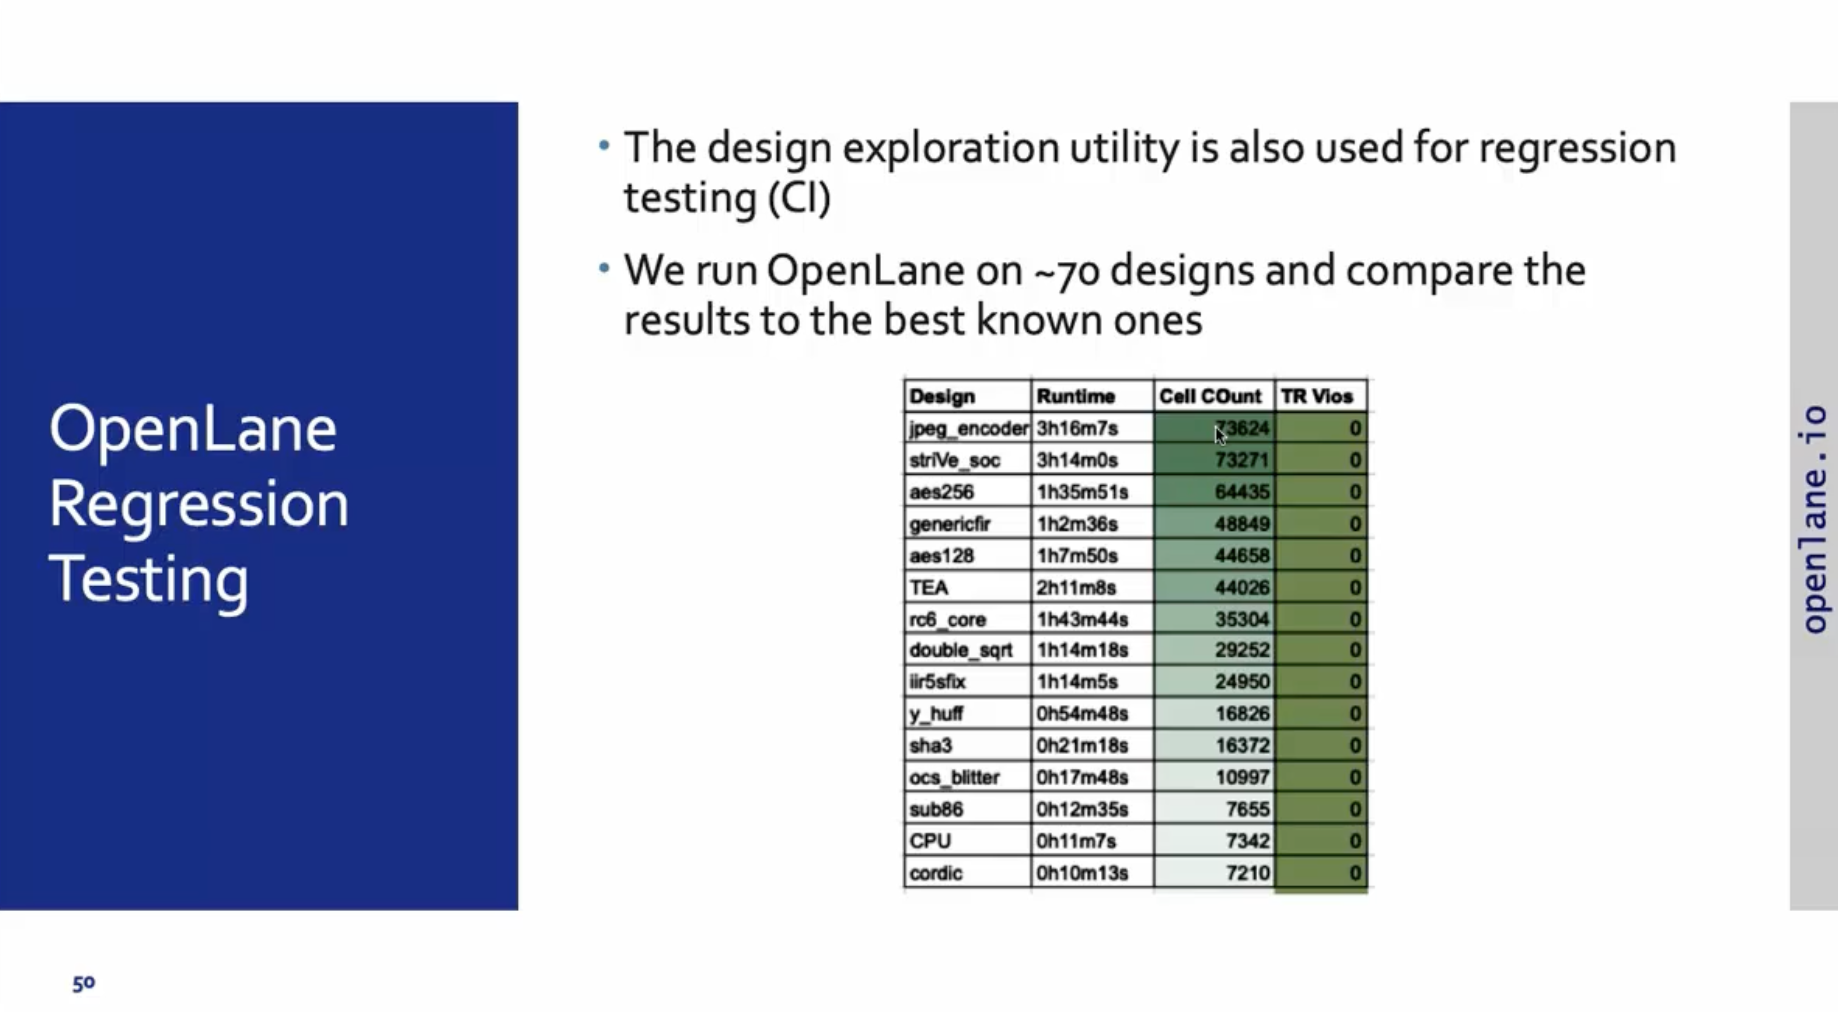 OpenLane
Regression
Testing
• The design exploration utility is also used for regression
testing (CI)
• We run OpenLane on ~70 designs and compare the
results to the best known ones
Design Runtime Cell COunt TR Vios
jpeg_encoder 3h16m7s 73624 0
striVe_soc 3h14m0s 73271 0
aes256 1h35m51s 64435 0
genericfir 1h2m36s 48849 0
aes128 1h7m50s 44658 0
TEA 2h11m8s 44026 0
rc6_core 1h43m44s 35304 0
double_sqrt 1h14m18s 29252 0
iir5sfix 1h14m5s 24950 0
y_huff 0h54m48s 16826 0
sha3 0h21m18s 16372 0
ocs_blitter 0h17m48s 10997 0
sub86 0h12m35s 7655 0
CPU 0h11m7s 7342 0
cordic 0h10m13s 7210 0
openlane.io
50